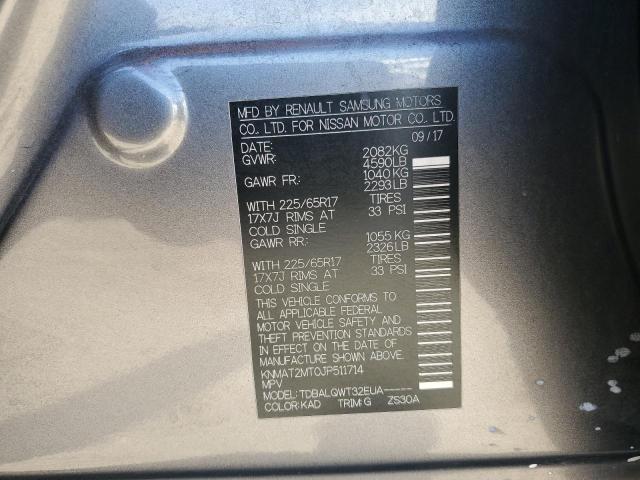 MFD BY RENAULT SAMSUNG MOTORS
CO. LTD. FOR NISSAN MOTOR CO. LTD.
DATE: 09/17
GVWR: 2082KG
4590LB
GAWR FR: 1040KG
2293LB
WITH 225/65R17 TIRES
17X7J RIMS AT 33 PSI
COLD SINGLE
GAWR RR: 1055 KG
2326LB
WITH 225/65R17 TIRES
17X7J RIMS AT 33 PSI
COLD SINGLE
THIS VEHICLE CONFORMS TO
ALL APPLICABLE FEDERAL
MOTOR VEHICLE SAFETY AND
THEFT PREVENTION STANDARDS
IN EFFECT ON THE DATE OF
MANUFACTURE SHOWN ABOVE.
KNMAT2MT0JP511714
MPV
MODEL: TDBALQWT32EUA-----
COLOR: KAD TRIM: G ZS30A